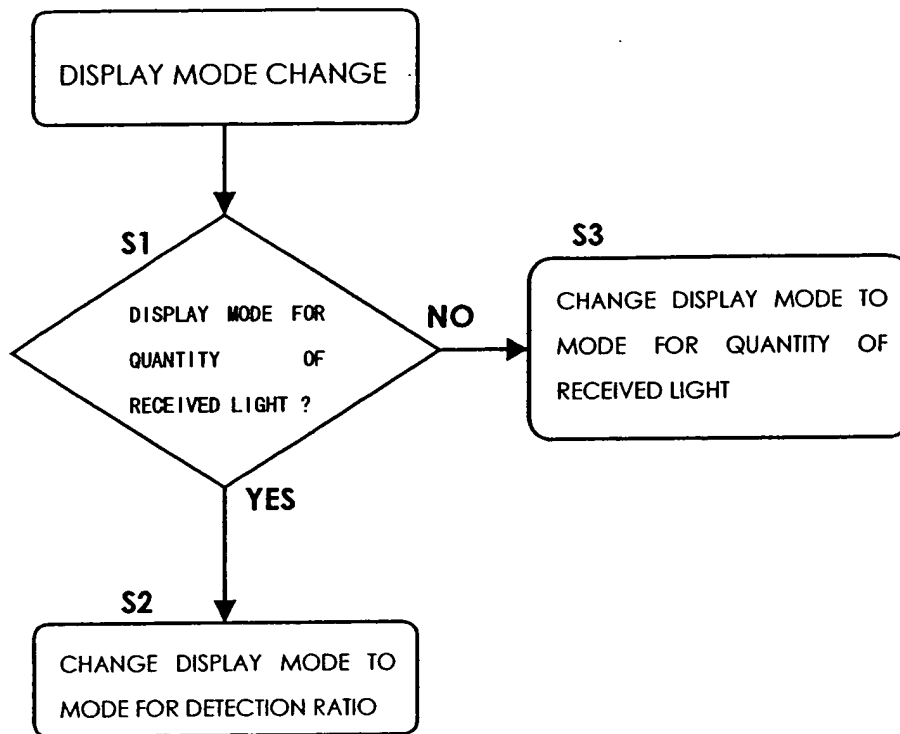 DISPLAY MODE CHANGE
S1
DISPLAY MODE FOR
QUANTITY OF
RECEIVED LIGHT ?
NO
YES
S3
CHANGE DISPLAY MODE TO
MODE FOR QUANTITY OF
RECEIVED LIGHT
S2
CHANGE DISPLAY MODE TO
MODE FOR DETECTION RATIO